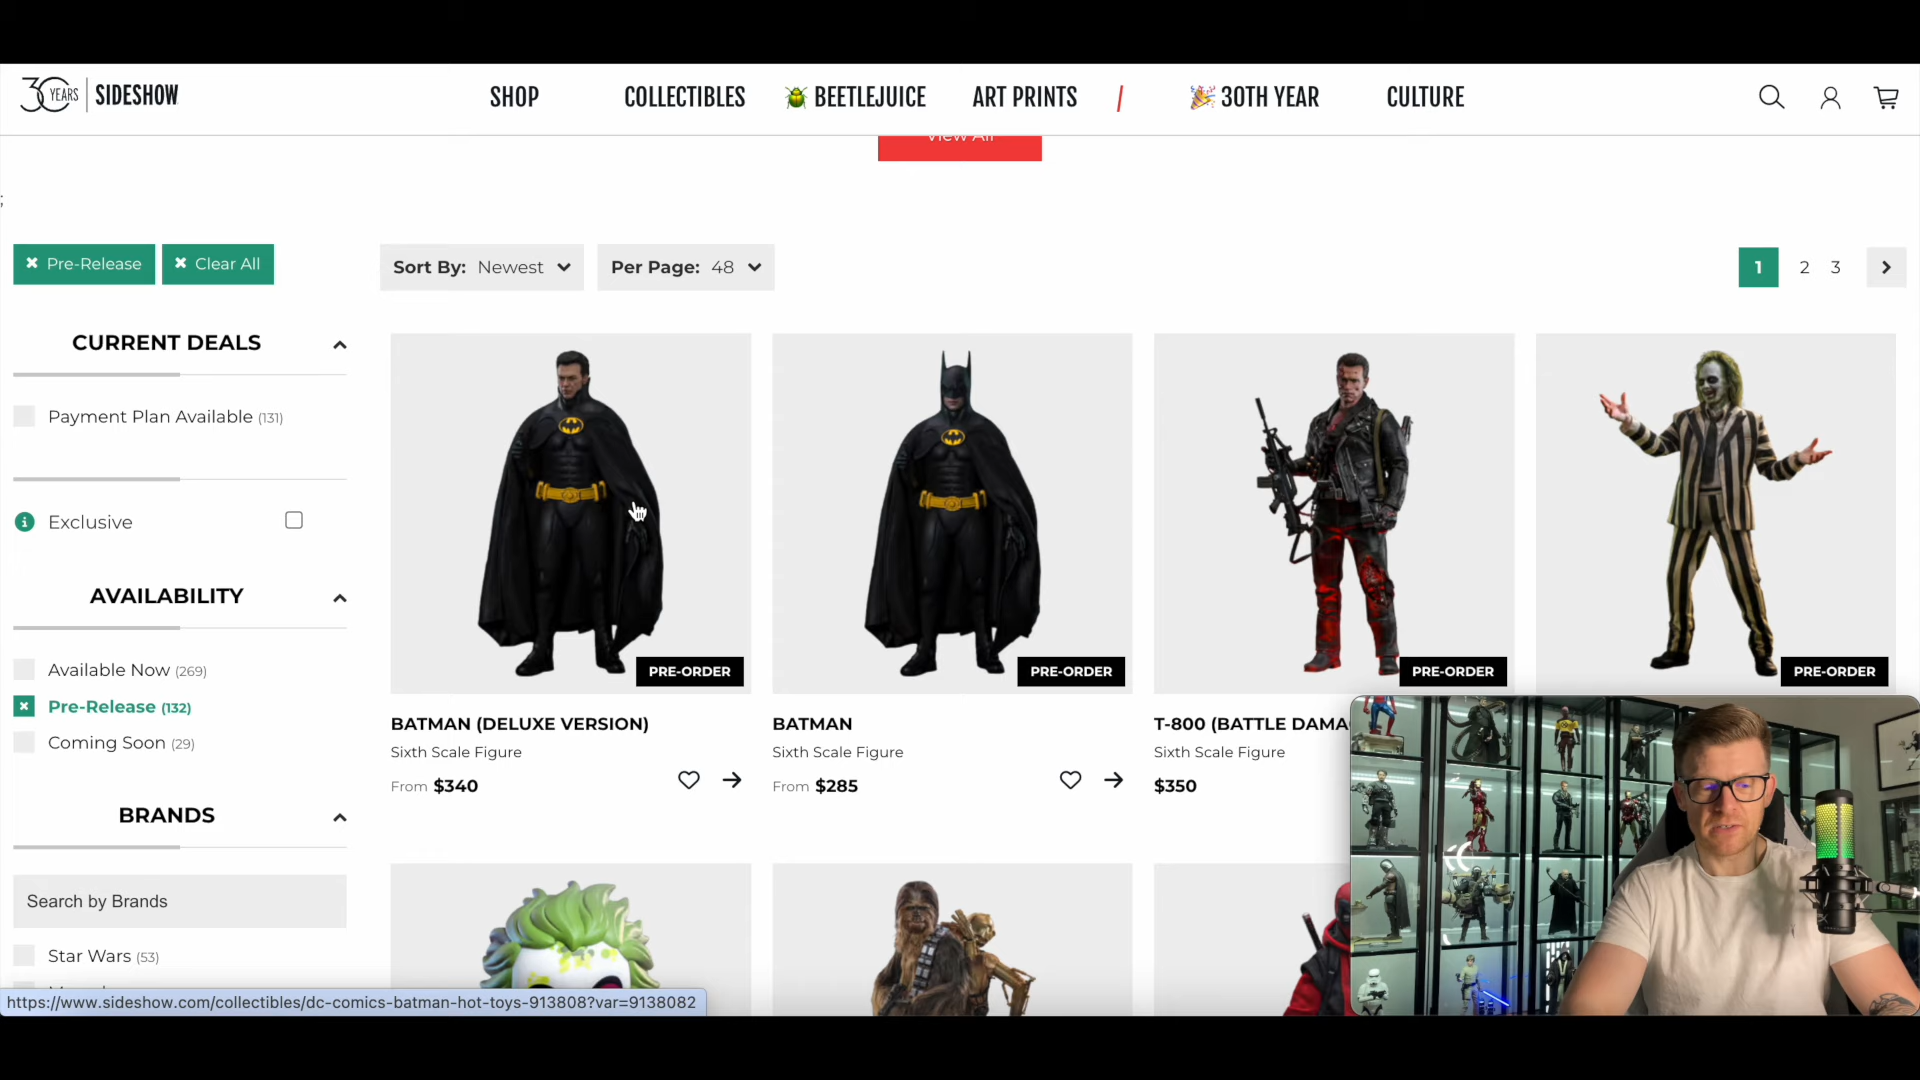 30 YEARS SIDESHOW
SHOP
COLLECTIBLES
BEETLEJUICE
ART PRINTS
/
30TH YEAR
CULTURE
View All
;
× Pre-Release
× Clear All
Sort By: Newest
Per Page: 48
1 2 3
CURRENT DEALS
Payment Plan Available (131)
Exclusive
AVAILABILITY
Available Now (269)
Pre-Release (132)
Coming Soon (29)
BRANDS
Search by Brands
Star Wars (53)
PRE-ORDER
BATMAN (DELUXE VERSION)
Sixth Scale Figure
From $340
PRE-ORDER
BATMAN
Sixth Scale Figure
From $285
PRE-ORDER
T-800 (BATTLE DAMA
Sixth Scale Figure
$350
PRE-ORDER
https://www.sideshow.com/collectibles/dc-comics-batman-hot-toys-913808?var=9138082